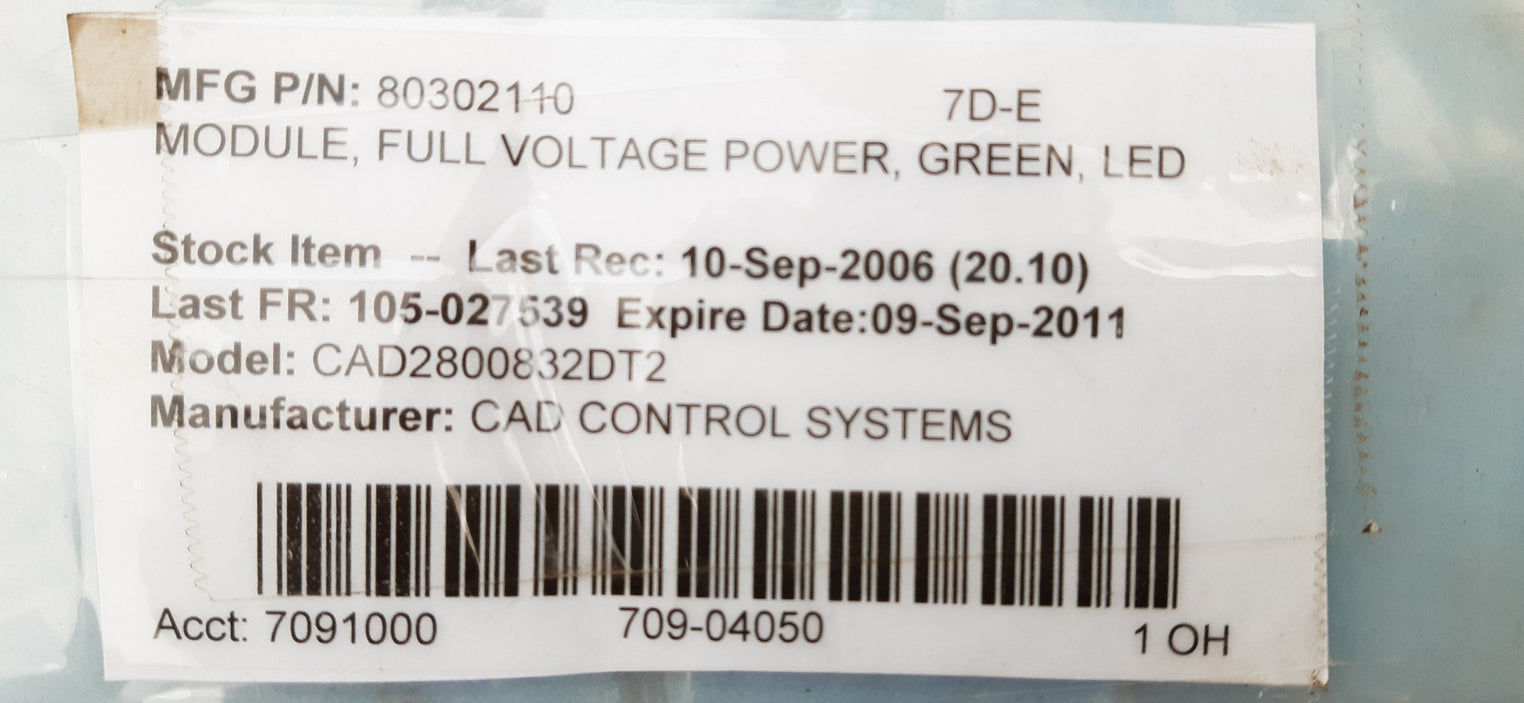 MFG P/N: 80302110 7D-E
MODULE, FULL VOLTAGE POWER, GREEN, LED
Stock Item -- Last Rec: 10-Sep-2006 (20.10)
Last FR: 105-027539 Expire Date:09-Sep-2011
Model: CAD2800832DT2
Manufacturer: CAD CONTROL SYSTEMS
Acct: 7091000 709-04050 1 OH